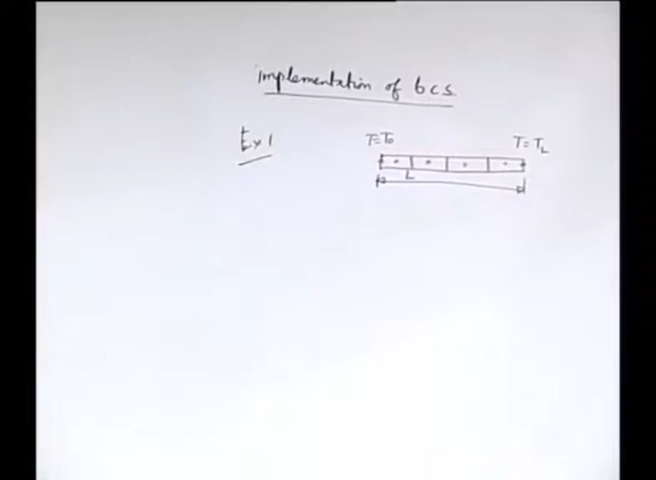 implementation of bcs.
Ex 1
T=T0 T=TL
L